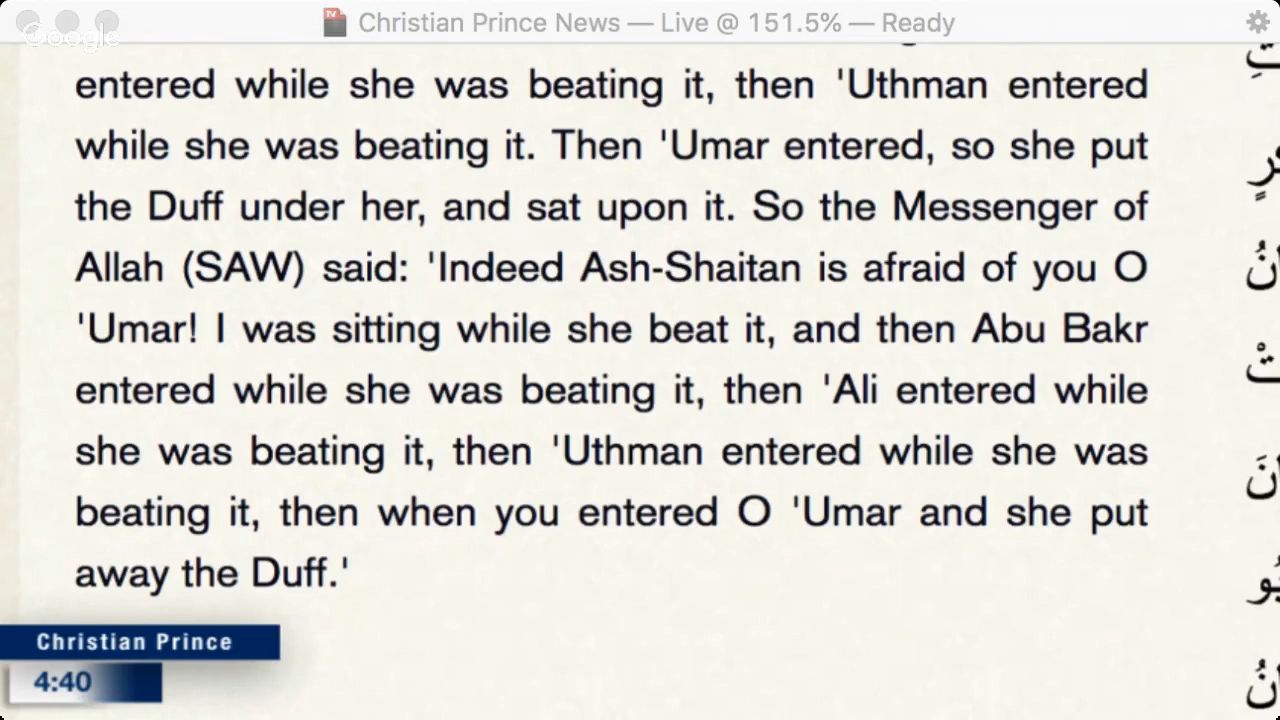 Christian Prince News — Live @ 151.5% — Ready
Google
entered while she was beating it, then 'Uthman entered
while she was beating it. Then 'Umar entered, so she put
the Duff under her, and sat upon it. So the Messenger of
Allah (SAW) said: 'Indeed Ash-Shaitan is afraid of you O
'Umar! I was sitting while she beat it, and then Abu Bakr
entered while she was beating it, then 'Ali entered while
she was beating it, then 'Uthman entered while she was
beating it, then when you entered O 'Umar and she put
away the Duff.'
Christian Prince
4:40